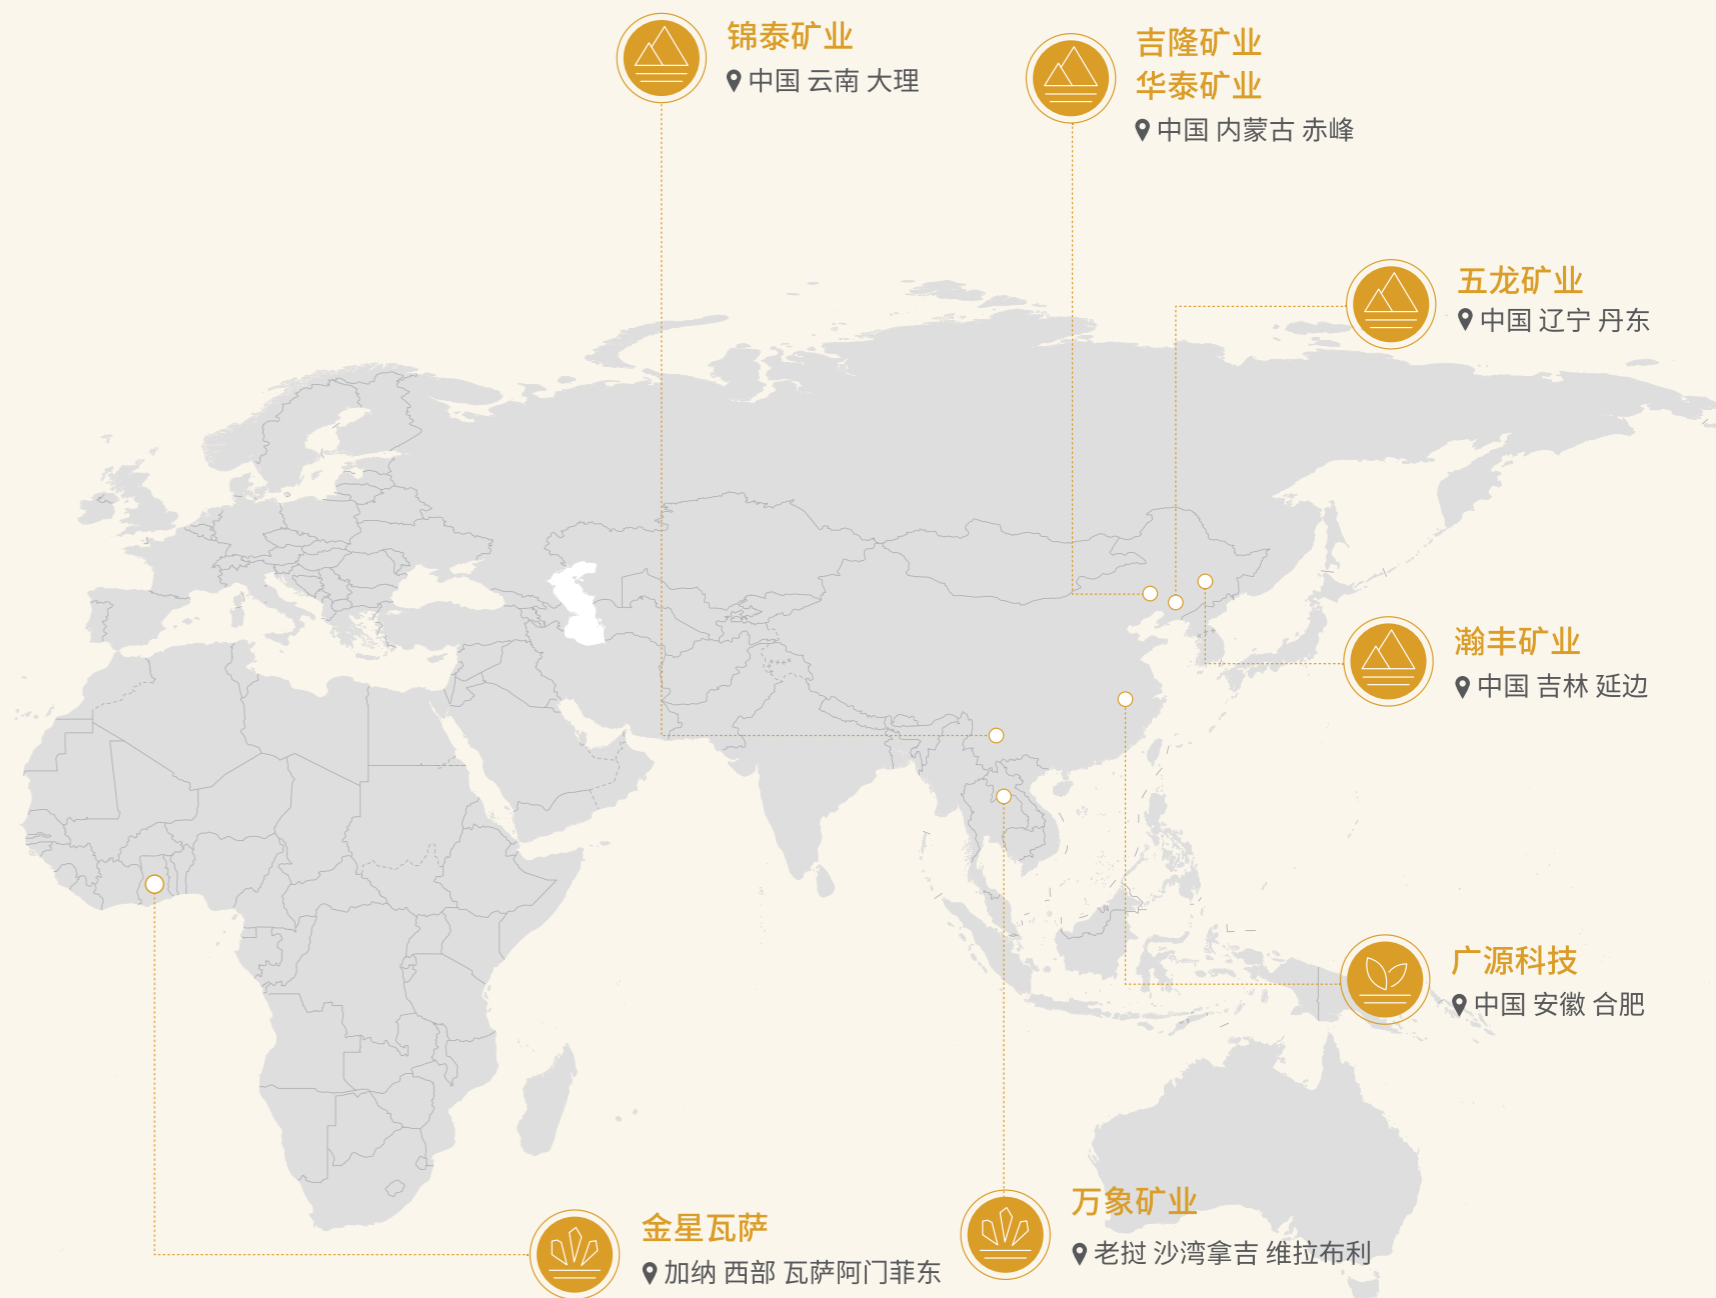 锦泰矿业
中国 云南 大理
吉隆矿业
华泰矿业
中国 内蒙古 赤峰
五龙矿业
中国 辽宁 丹东
瀚丰矿业
中国 吉林 延边
广源科技
中国 安徽 合肥
万象矿业
老挝 沙湾拿吉 维拉布利
金星瓦萨
加纳 西部 瓦萨阿门菲东